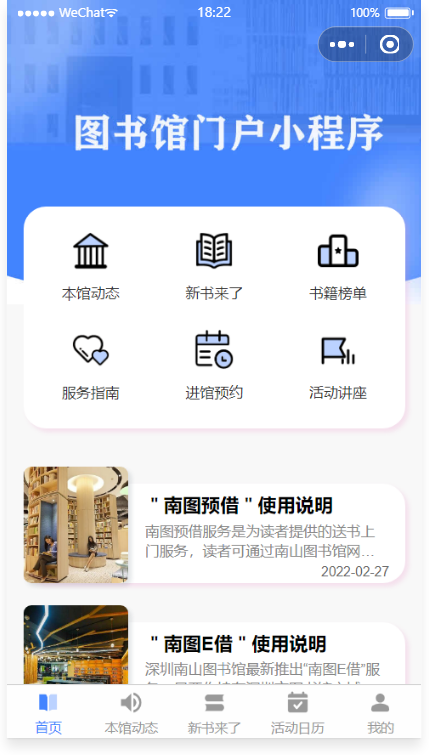 WeChat
18:22
100%
图书馆门户小程序
本馆动态
新书来了
书籍榜单
服务指南
进馆预约
活动讲座
＂南图预借＂使用说明
南图预借服务是为读者提供的送书上
门服务，读者可通过南山图书馆网...
2022-02-27
＂南图E借＂使用说明
深圳南山图书馆最新推出“南图E借”服
首页
本馆动态
新书来了
活动日历
我的